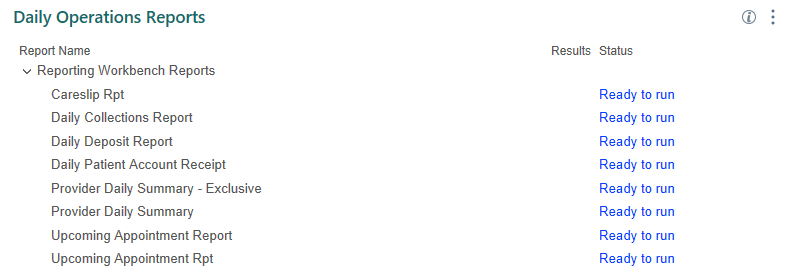 Daily Operations Reports
Report Name Results Status
Reporting Workbench Reports
Careslip Rpt Ready to run
Daily Collections Report Ready to run
Daily Deposit Report Ready to run
Daily Patient Account Receipt Ready to run
Provider Daily Summary - Exclusive Ready to run
Provider Daily Summary Ready to run
Upcoming Appointment Report Ready to run
Upcoming Appointment Rpt Ready to run